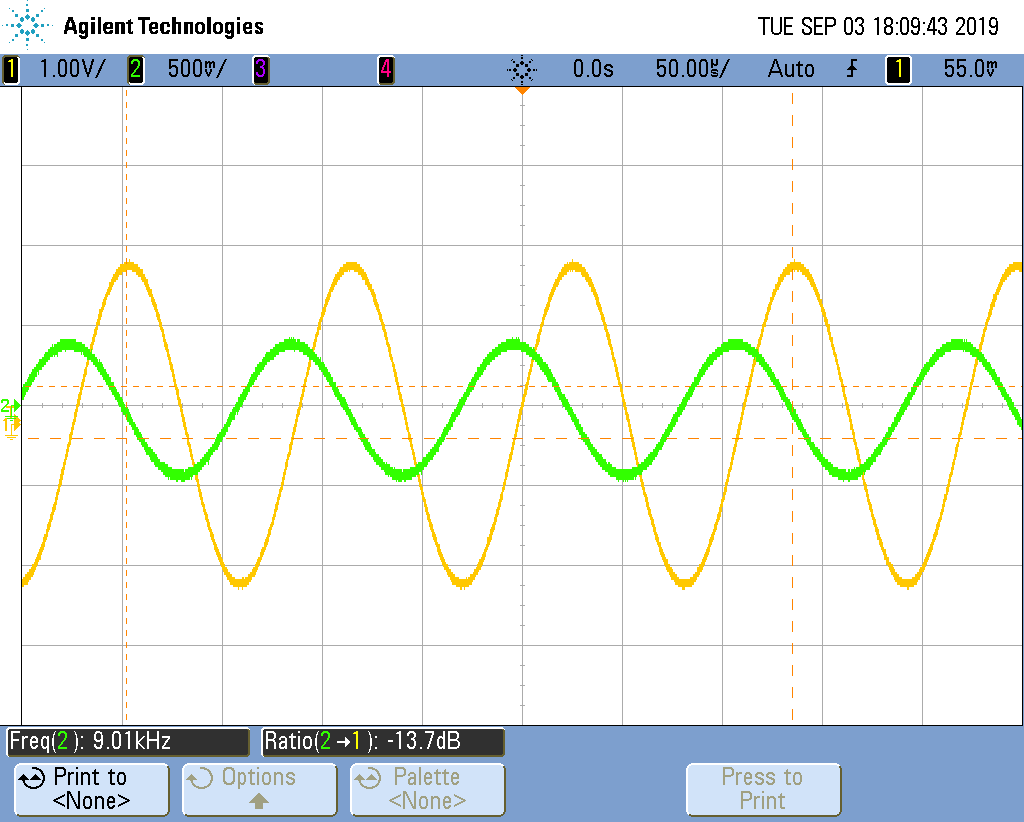 Agilent Technologies
TUE SEP 03 18:09:43 2019
1 1.00V/ 2 500mV/ 3 4 0.0s 50.00µs/ Auto 1 55.0mV
2
1
Freq(2): 9.01kHz Ratio(2→1): -13.7dB
Print to
<None>
Options
Palette
<None>
Press to
Print